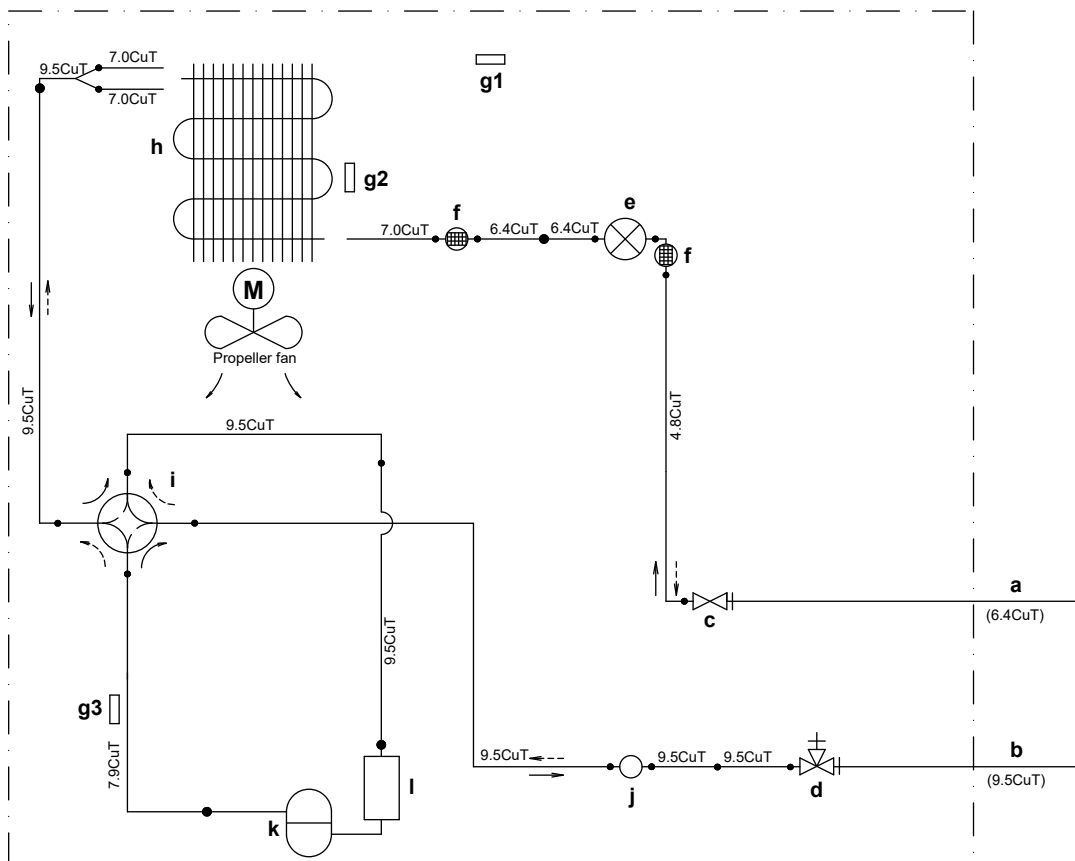 7.0CuT
9.5CuT
7.0CuT
g1
h
g2
f
e
7.0CuT
6.4CuT
6.4CuT
f
M
Propeller fan
9.5CuT
4.8CuT
9.5CuT
i
a
(6.4CuT)
c
9.5CuT
g3
7.9CuT
9.5CuT
9.5CuT
9.5CuT
b
(9.5CuT)
j
d
l
k